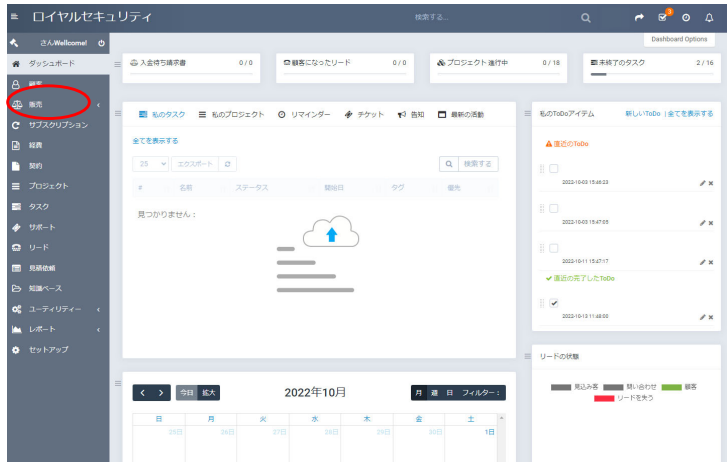 ロイヤルセキュリティ
検索する...
3
さんWellcome!
Dashboard Options
ダッシュボード
顧客
販売
サブスクリプション
経費
契約
プロジェクト
タスク
サポート
リード
見積依頼
知識ベース
ユーティリティー
レポート
セットアップ
入金待ち請求書 0 / 0
顧客になったリード 0 / 0
プロジェクト 進行中 0 / 18
未終了のタスク 2 / 16
私のタスク 私のプロジェクト リマインダー チケット 告知 最新の活動
全てを表示する
25 エクスポート 検索する
# 名前 ステータス 開始日 タグ 優先
見つかりません：
私のToDoアイテム 新しいToDo | 全てを表示する
直近のToDo
2022-10-03 15:46:23
2022-10-03 15:47:05
2022-10-11 15:47:17
直近の完了したToDo
2022-10-13 11:48:00
リードの状態
見込み客 問い合わせ 顧客
リードを失う
今日 拡大 2022年10月 月 週 日 フィルター：
日 月 火 水 木 金 土
25日 26日 27日 28日 29日 30日 1日